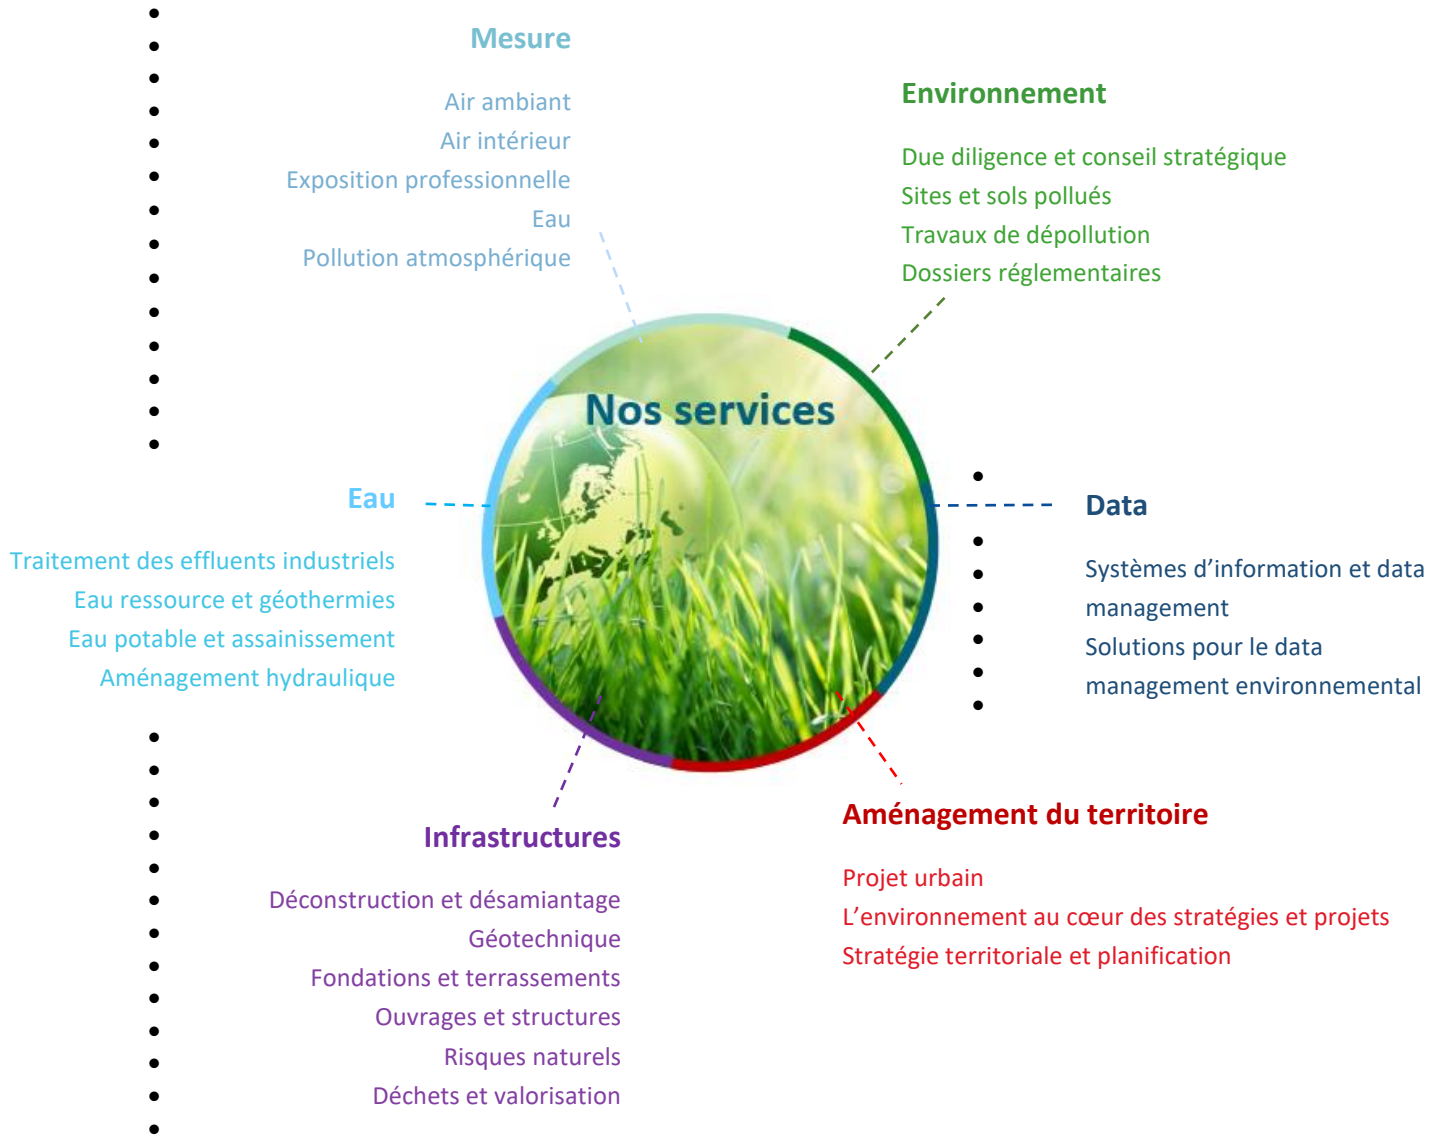 Mesure
Air ambiant
Air intérieur
Exposition professionnelle
Eau
Pollution atmosphérique
Environnement
Due diligence et conseil stratégique
Sites et sols pollués
Travaux de dépollution
Dossiers réglementaires
Nos services
Eau
Traitement des effluents industriels
Eau ressource et géothermies
Eau potable et assainissement
Aménagement hydraulique
Data
Systèmes d’information et data
management
Solutions pour le data
management environnemental
Infrastructures
Déconstruction et désamiantage
Géotechnique
Fondations et terrassements
Ouvrages et structures
Risques naturels
Déchets et valorisation
Aménagement du territoire
Projet urbain
L’environnement au cœur des stratégies et projets
Stratégie territoriale et planification